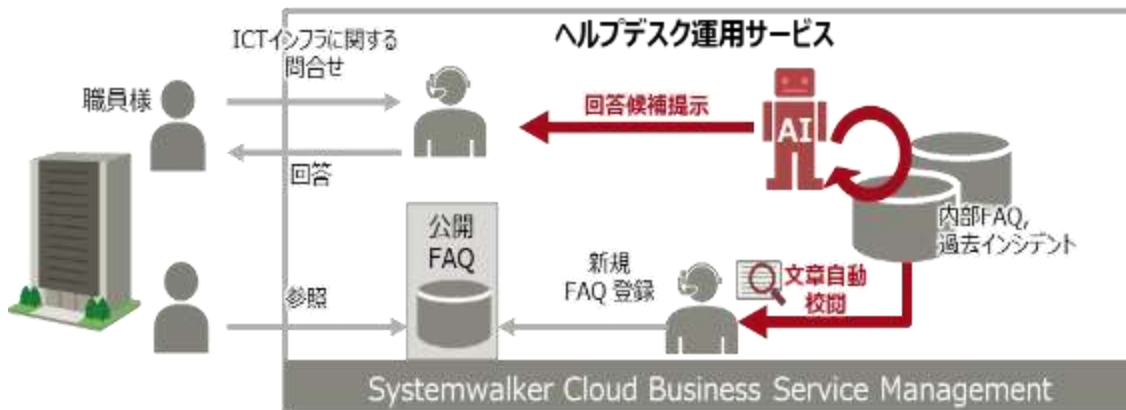 ヘルプデスク運用サービス
ICTインフラに関する
問合せ
職員様
回答候補提示
AI
回答
内部FAQ,
過去インシデント
公開
FAQ
新規
FAQ 登録
文章自動
校閲
参照
Systemwalker Cloud Business Service Management